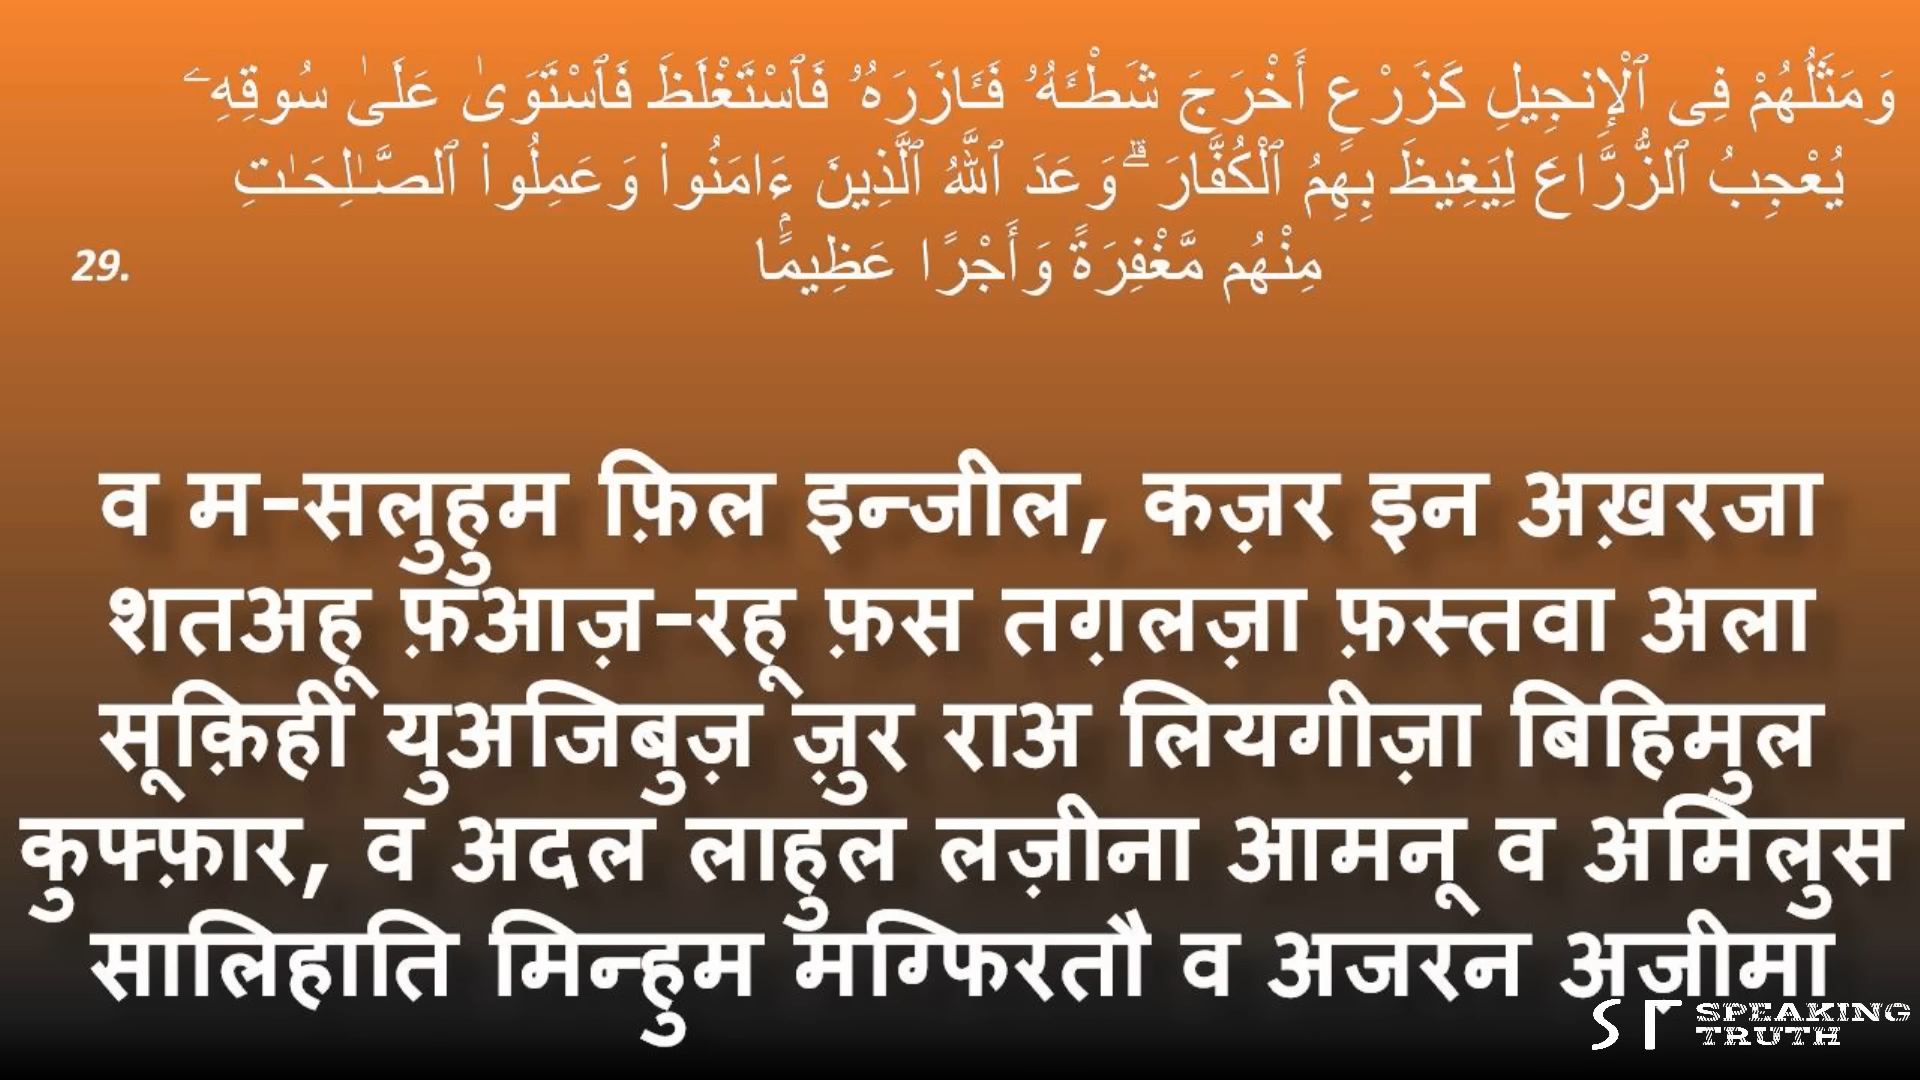 وَمَثَلُهُمْ فِى ٱلْإِنجِيلِ كَزَرْعٍ أَخْرَجَ شَطْـَٔهُۥ فَـَٔازَرَهُۥ فَٱسْتَغْلَظَ فَٱسْتَوَىٰ عَلَىٰ سُوقِهِۦ
يُعْجِبُ ٱلزُّرَّاعَ لِيَغِيظَ بِهِمُ ٱلْكُفَّارَ ۗ وَعَدَ ٱللَّهُ ٱلَّذِينَ ءَامَنُوا۟ وَعَمِلُوا۟ ٱلصَّـٰلِحَـٰتِ
29. مِنْهُم مَّغْفِرَةً وَأَجْرًا عَظِيمًۢا
व म-सलुहुम फ़िल इन्जील, कज़र इन अख़रजा
शतअहू फ़आज़-रहू फ़स तग़लज़ा फ़स्तवा अला
सूक़िही युअजिबुज़ ज़ुर राअ लियगीज़ा बिहिमुल
कुफ्फ़ार, व अदल लाहुल लज़ीना आमनू व अमिलुस
सालिहाति मिन्हुम मग्फिरतौ व अजरन अज़ीमा
ST SPEAKING
TRUTH